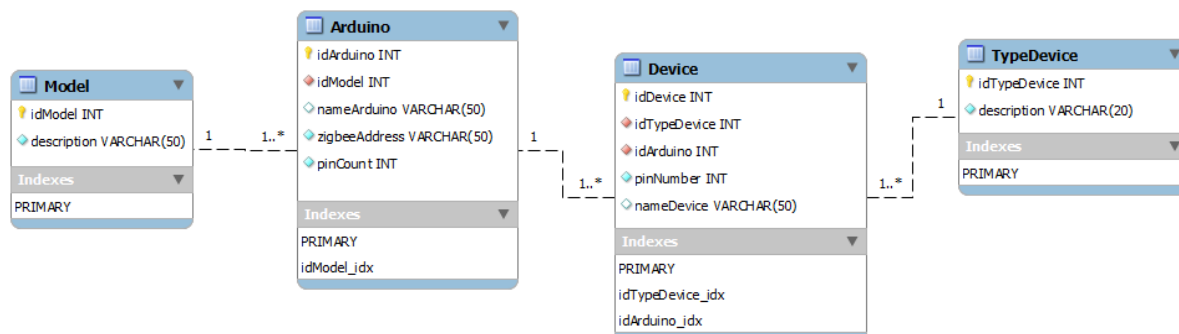 Model
idModel INT
description VARCHAR(50)
Indexes
PRIMARY
1
1..*
Arduino
idArduino INT
idModel INT
nameArduino VARCHAR(50)
zigbeeAddress VARCHAR(50)
pinCount INT
Indexes
PRIMARY
idModel_idx
1
1..*
Device
idDevice INT
idTypeDevice INT
idArduino INT
pinNumber INT
nameDevice VARCHAR(50)
Indexes
PRIMARY
idTypeDevice_idx
idArduino_idx
1..*
1
TypeDevice
idTypeDevice INT
description VARCHAR(20)
Indexes
PRIMARY